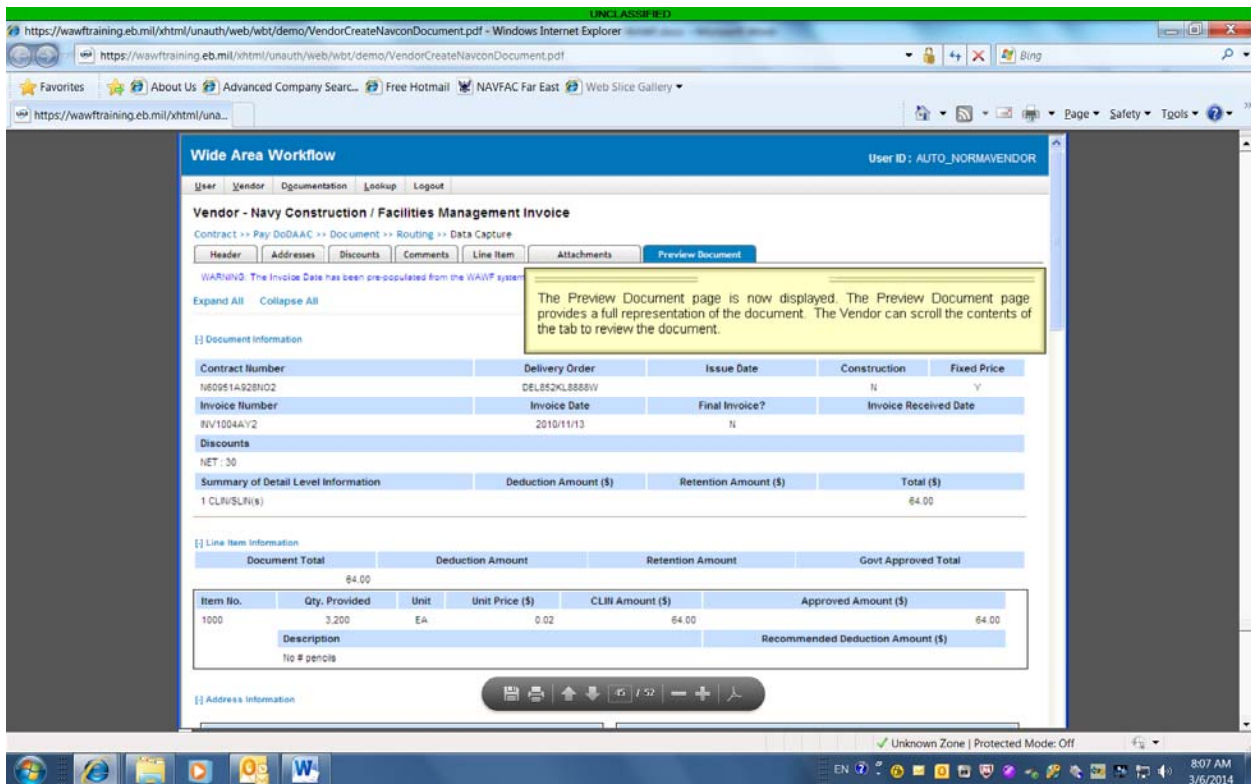 UNCLASSIFIED
https://wawftraining.eb.mil/xhtml/unauth/web/wbt/demo/VendorCreateNavconDocument.pdf - Windows Internet Explorer
https://wawftraining.eb.mil/xhtml/unauth/web/wbt/demo/VendorCreateNavconDocument.pdf
Bing
Favorites About Us Advanced Company Searc... Free Hotmail NAVFAC Far East Web Slice Gallery
https://wawftraining.eb.mil/xhtml/una...
Page Safety Tools
Wide Area Workflow
User ID : AUTO_NORMAVENDOR
User Vendor Documentation Lookup Logout
Vendor - Navy Construction / Facilities Management Invoice
Contract >> Pay DoDAAC >> Document >> Routing >> Data Capture
Header Addresses Discounts Comments Line Item Attachments Preview Document
WARNING: The Invoice Date has been pre-populated from the WAWF system
Expand All Collapse All
The Preview Document page is now displayed. The Preview Document page
provides a full representation of the document. The Vendor can scroll the contents of
the tab to review the document.
[-] Document Information
Contract Number Delivery Order Issue Date Construction Fixed Price
N60951A928NO2 DEL852KL8888W N Y
Invoice Number Invoice Date Final Invoice? Invoice Received Date
INV1004AY2 2010/11/13 N
Discounts
NET : 30
Summary of Detail Level Information Deduction Amount ($) Retention Amount ($) Total ($)
1 CLIN/SLIN(s) 64.00
[-] Line Item Information
Document Total Deduction Amount Retention Amount Govt Approved Total
64.00
Item No. Qty. Provided Unit Unit Price ($) CLIN Amount ($) Approved Amount ($)
1000 3,200 EA 0.02 64.00 64.00
Description Recommended Deduction Amount ($)
No # pencils
[-] Address Information
45 / 52
Unknown Zone | Protected Mode: Off
EN
8:07 AM
3/6/2014